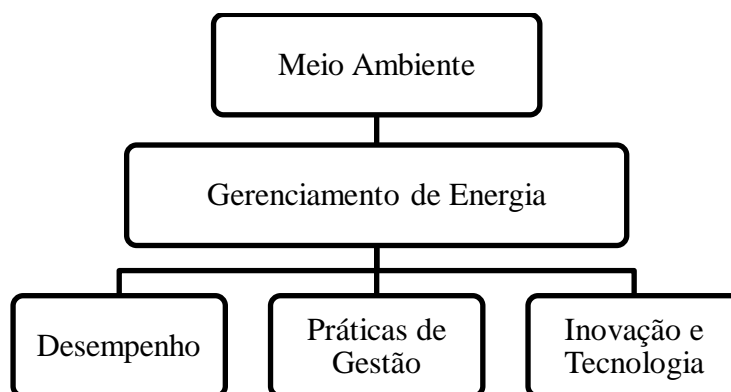 Meio Ambiente
Gerenciamento de Energia
Desempenho
Práticas de
Gestão
Inovação e
Tecnologia